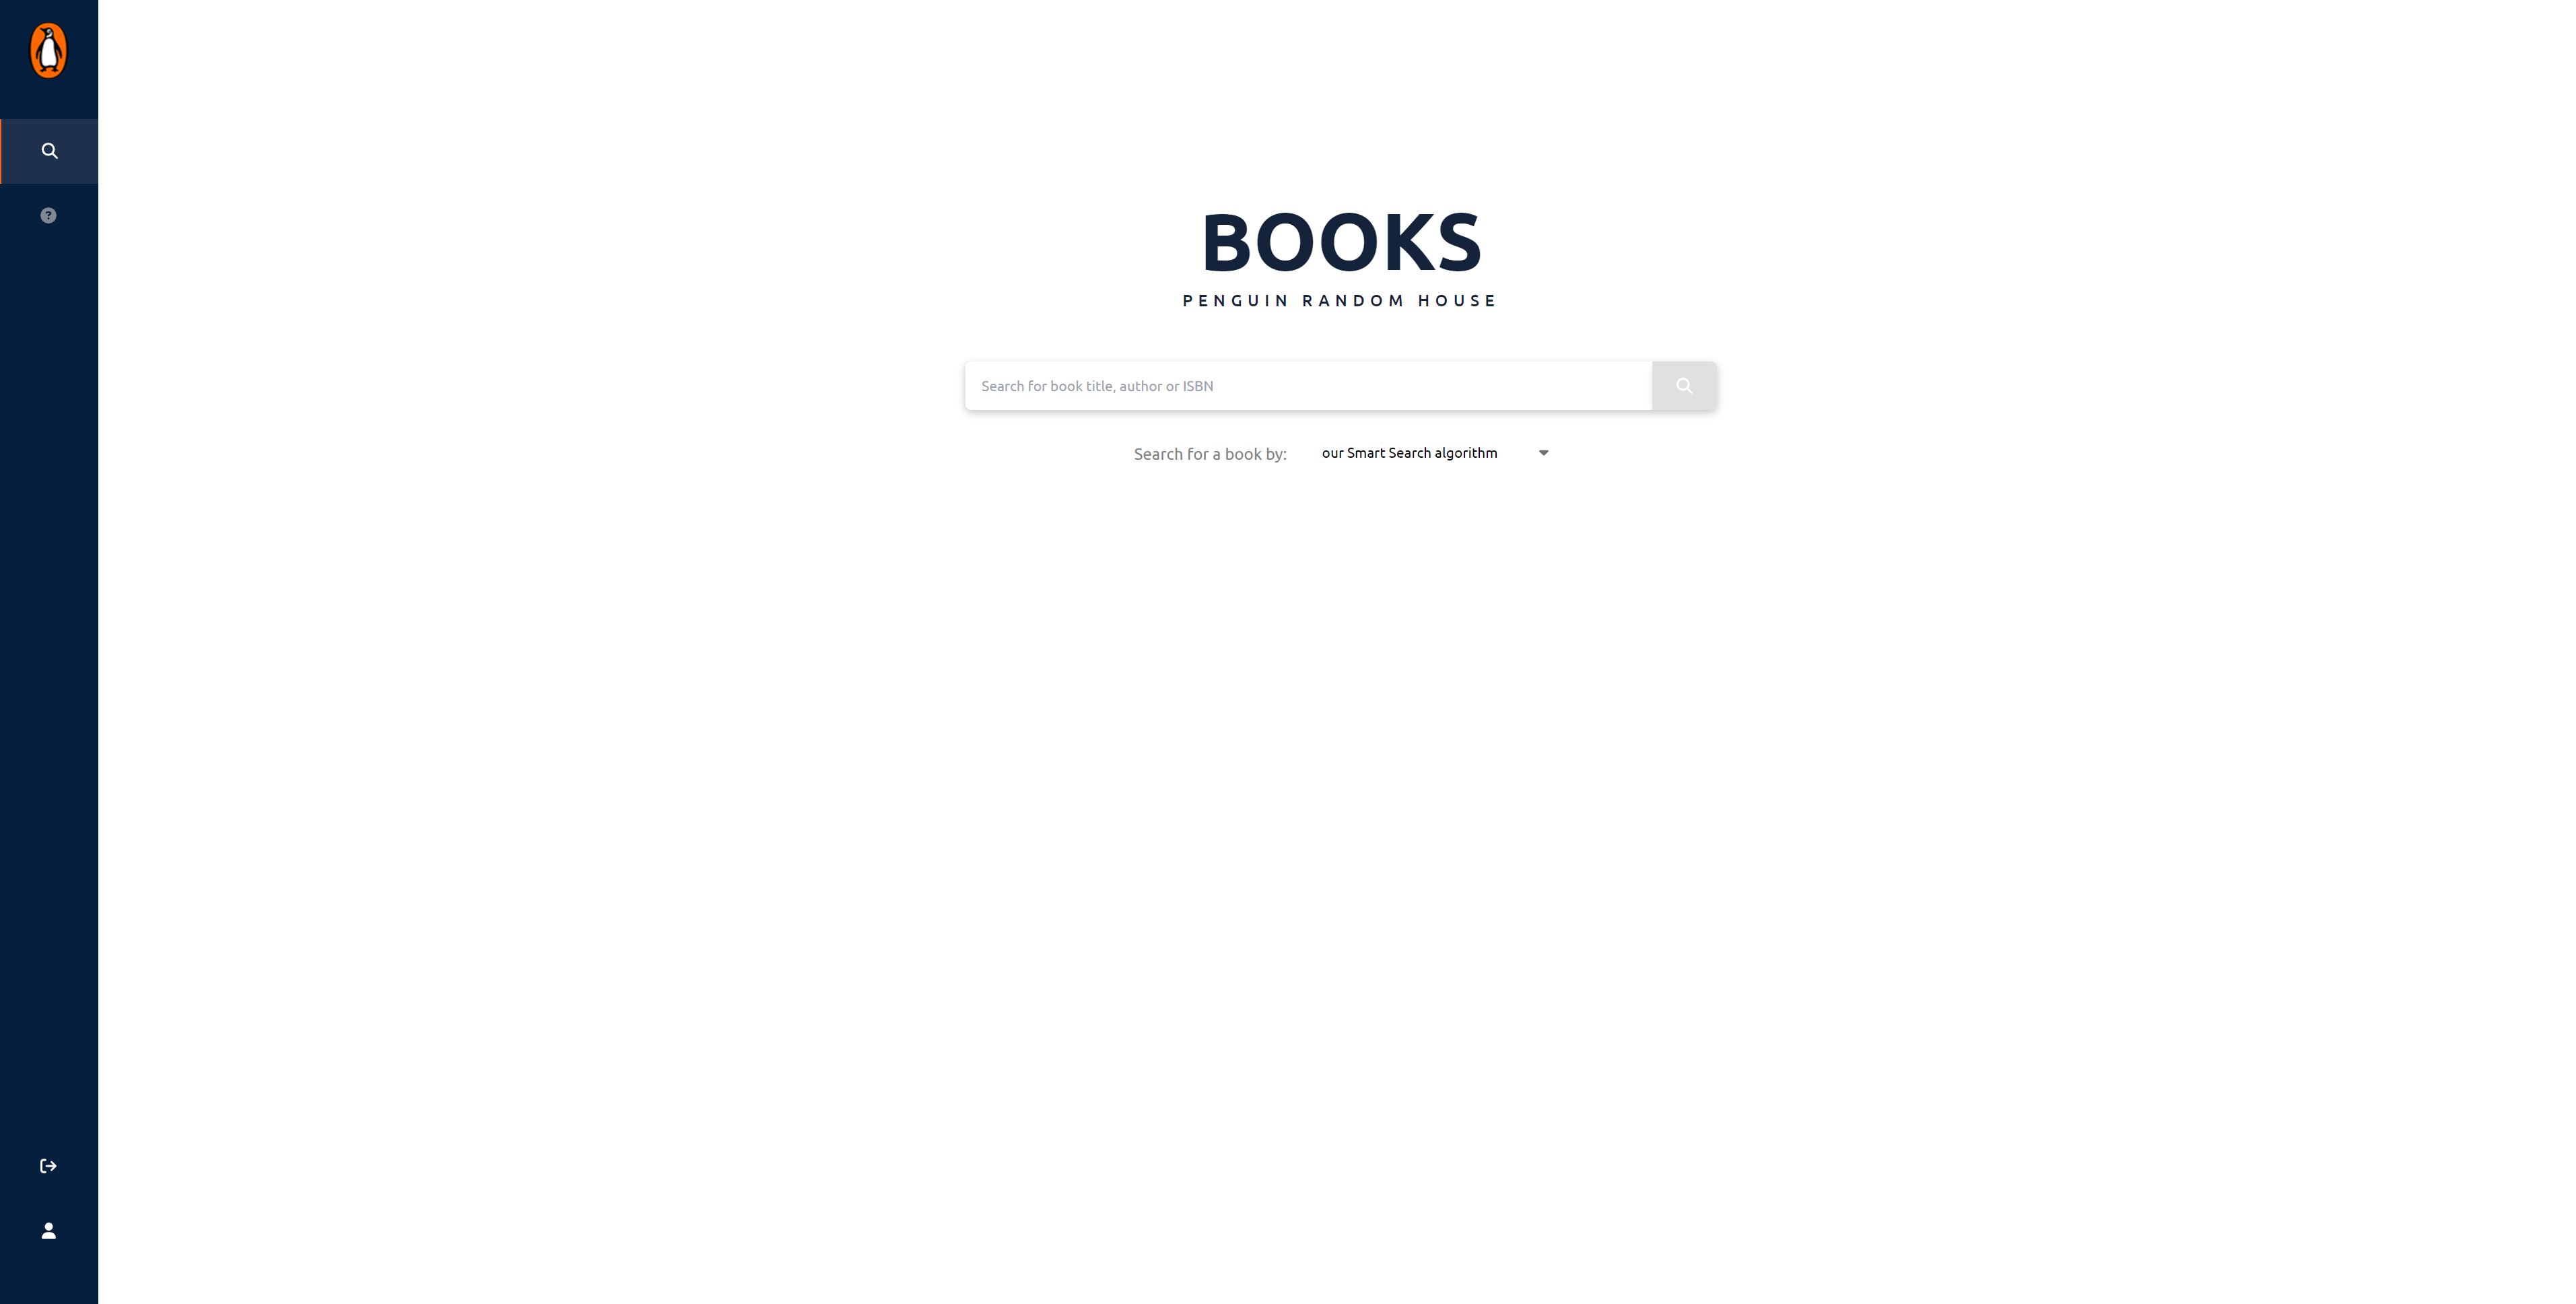 BOOKS
PENGUIN RANDOM HOUSE
Search for book title, author or ISBN
Search for a book by: our Smart Search algorithm